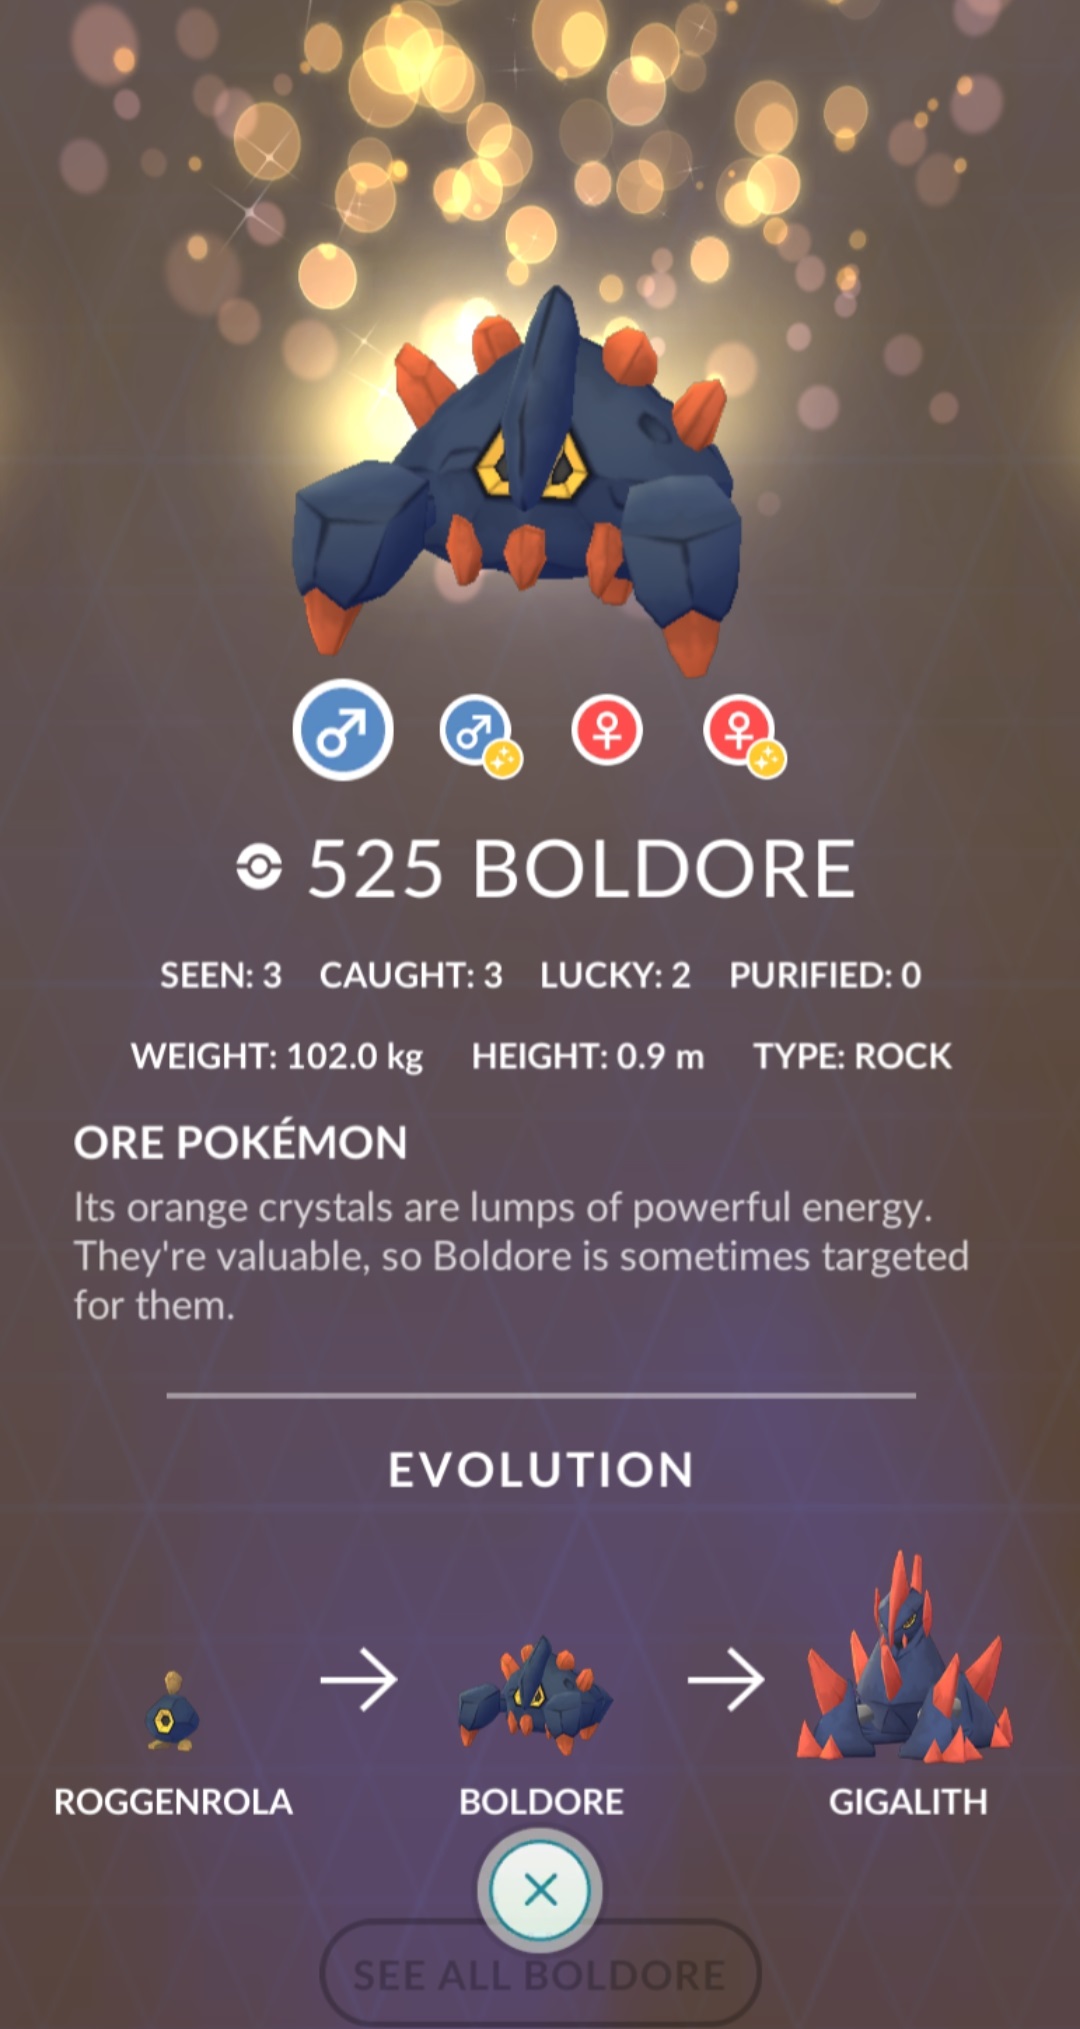 525 BOLDORE
SEEN: 3 CAUGHT: 3 LUCKY: 2 PURIFIED: 0
WEIGHT: 102.0 kg HEIGHT: 0.9 m TYPE: ROCK
ORE POKÉMON
Its orange crystals are lumps of powerful energy.
They're valuable, so Boldore is sometimes targeted
for them.
EVOLUTION
ROGGENROLA BOLDORE GIGALITH
SEE ALL BOLDORE